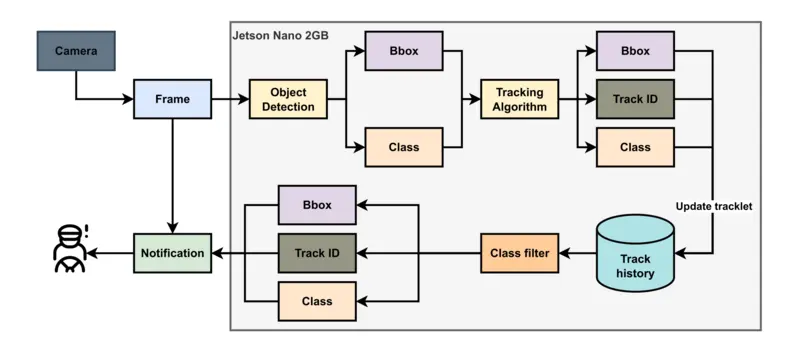 Jetson Nano 2GB
Camera
Bbox
Bbox
Frame
Object
Detection
Tracking
Algorithm
Track ID
Class
Class
Update tracklet
Bbox
Notification
Track ID
Class filter
Track
history
Class
!